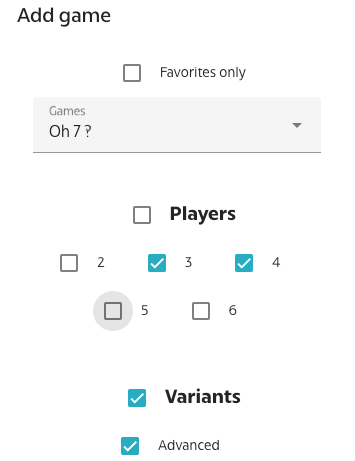 Add game
Favorites only
Games
Oh 7 ?
Players
2 3 4
5 6
Variants
Advanced